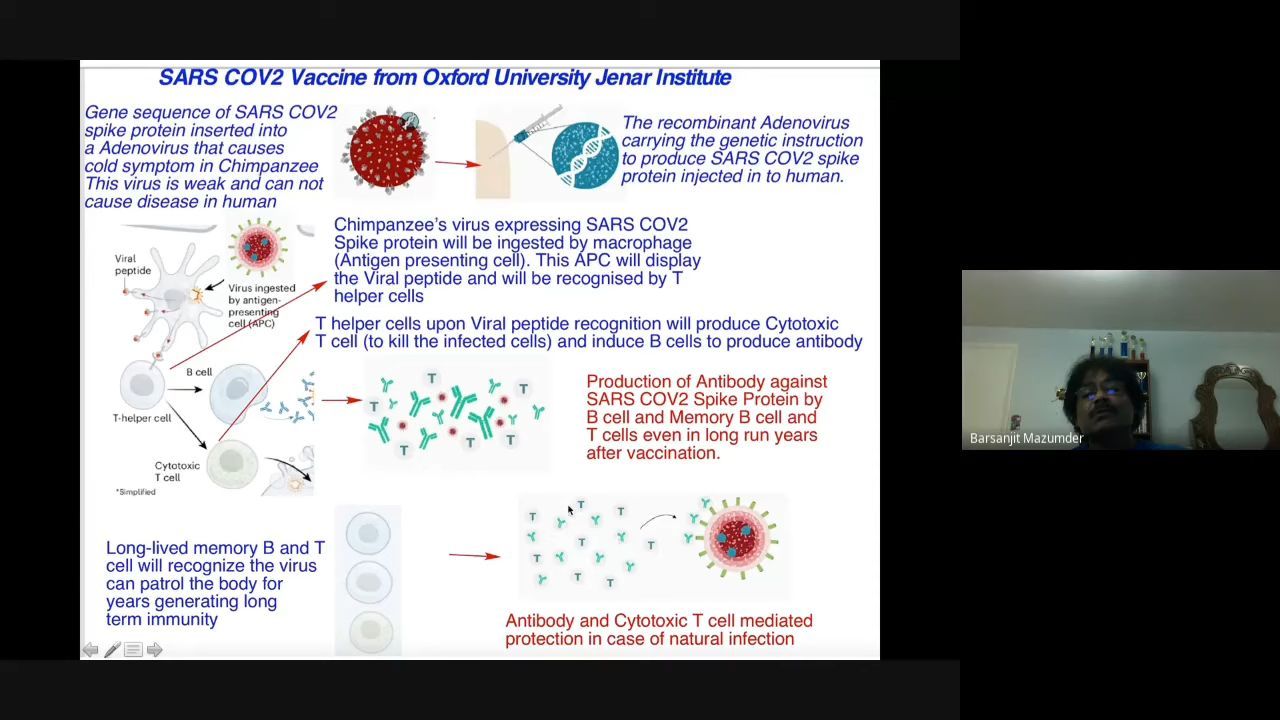 SARS COV2 Vaccine from Oxford University Jenar Institute
Gene sequence of SARS COV2
spike protein inserted into
a Adenovirus that causes
cold symptom in Chimpanzee
This virus is weak and can not
cause disease in human
The recombinant Adenovirus
carrying the genetic instruction
to produce SARS COV2 spike
protein injected in to human.
Viral
peptide
Virus ingested
by antigen-
presenting
cell (APC)
Chimpanzee's virus expressing SARS COV2
Spike protein will be ingested by macrophage
(Antigen presenting cell). This APC will display
the Viral peptide and will be recognised by T
helper cells
T helper cells upon Viral peptide recognition will produce Cytotoxic
T cell (to kill the infected cells) and induce B cells to produce antibody
B cell
T-helper cell
Cytotoxic
T cell
*Simplified
T
T
T
T
T
T
Production of Antibody against
SARS COV2 Spike Protein by
B cell and Memory B cell and
T cells even in long run years
after vaccination.
Long-lived memory B and T
cell will recognize the virus
can patrol the body for
years generating long
term immunity
T
T
T
T
T
T
T
T
Antibody and Cytotoxic T cell mediated
protection in case of natural infection
Barsanjit Mazumder